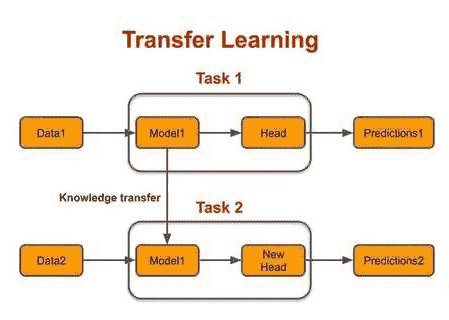 Transfer Learning
Task 1
Data1
Model1
Head
Predictions1
Knowledge transfer
Task 2
Data2
Model1
New
Head
Predictions2